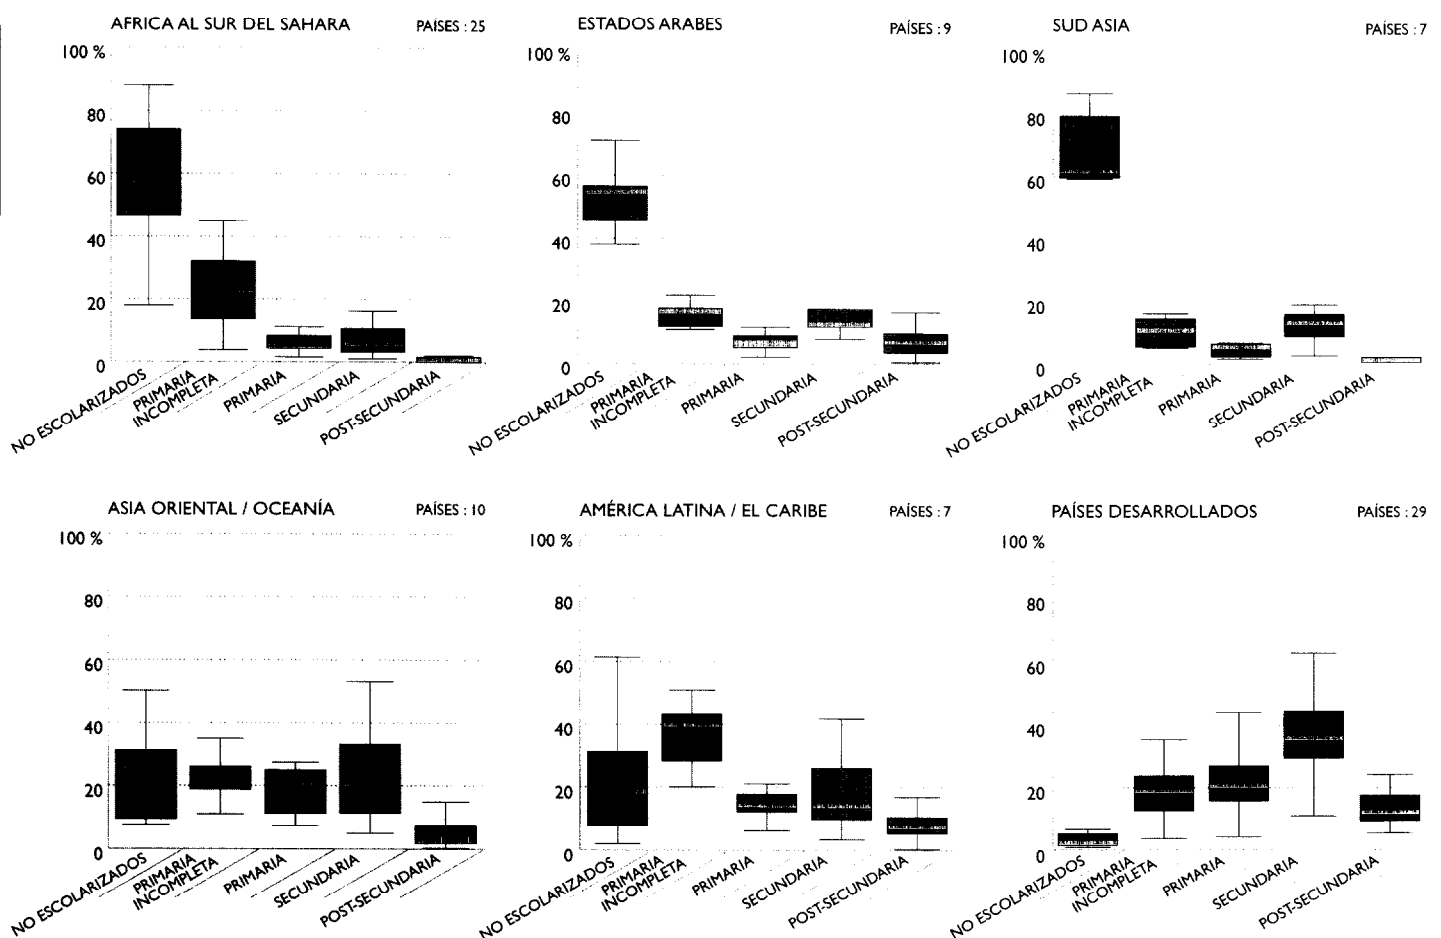 AFRICA AL SUR DEL SAHARA
PAÍSES : 25
100 %
80
60
40
20
0
NO ESCOLARIZADOS
PRIMARIA
INCOMPLETA
PRIMARIA
SECUNDARIA
POST-SECUNDARIA
ESTADOS ARABES
PAÍSES : 9
100 %
80
60
40
20
0
NO ESCOLARIZADOS
PRIMARIA
INCOMPLETA
PRIMARIA
SECUNDARIA
POST-SECUNDARIA
SUD ASIA
PAÍSES : 7
100 %
80
60
40
20
0
NO ESCOLARIZADOS
PRIMARIA
INCOMPLETA
PRIMARIA
SECUNDARIA
POST-SECUNDARIA
ASIA ORIENTAL / OCEANÍA
PAÍSES : 10
100 %
80
60
40
20
0
NO ESCOLARIZADOS
PRIMARIA
INCOMPLETA
PRIMARIA
SECUNDARIA
POST-SECUNDARIA
AMÉRICA LATINA / EL CARIBE
PAÍSES : 7
100 %
80
60
40
20
0
NO ESCOLARIZADOS
PRIMARIA
INCOMPLETA
PRIMARIA
SECUNDARIA
POST-SECUNDARIA
PAÍSES DESARROLLADOS
PAÍSES : 29
100 %
80
60
40
20
0
NO ESCOLARIZADOS
PRIMARIA
INCOMPLETA
PRIMARIA
SECUNDARIA
POST-SECUNDARIA